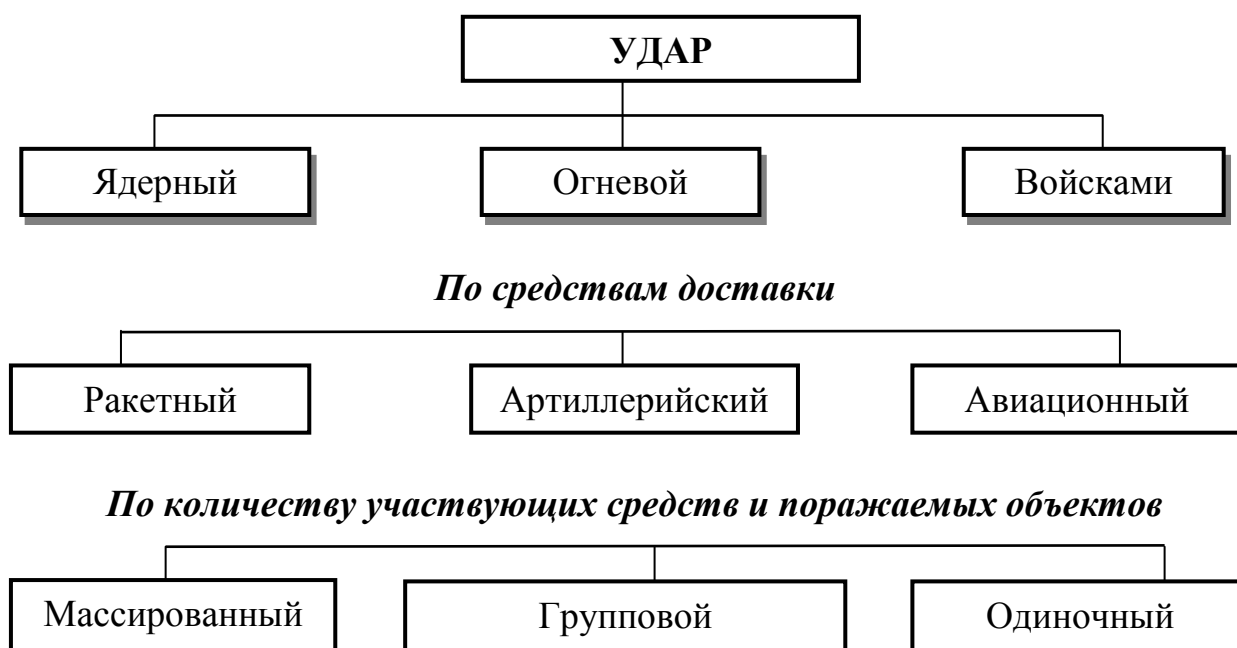 УДАР
Ядерный Огневой Войсками
По средствам доставки
Ракетный Артиллерийский Авиационный
По количеству участвующих средств и поражаемых объектов
Массированный Групповой Одиночный